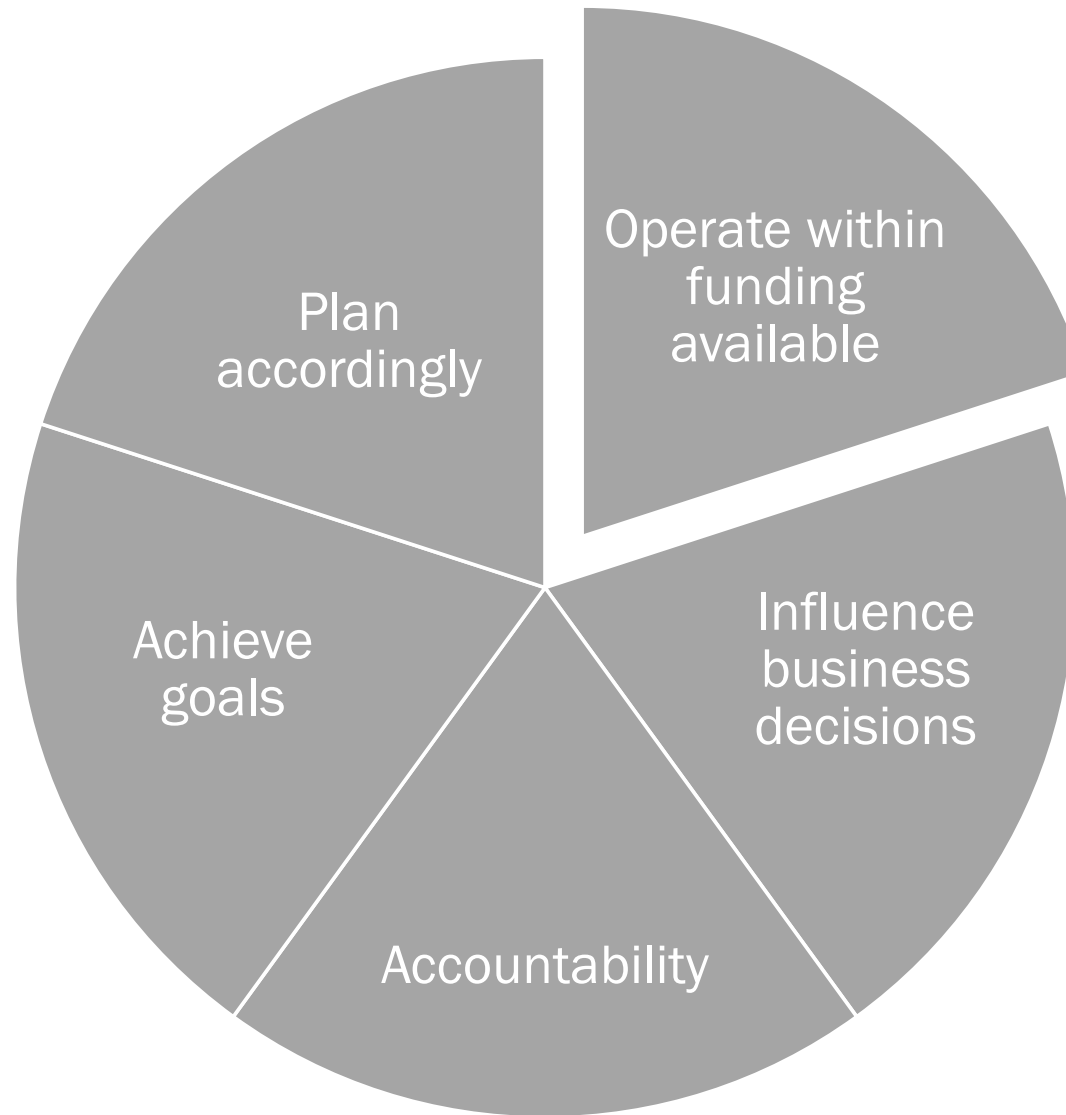 Operate within
funding
available
Influence
business
decisions
Accountability
Achieve
goals
Plan
accordingly